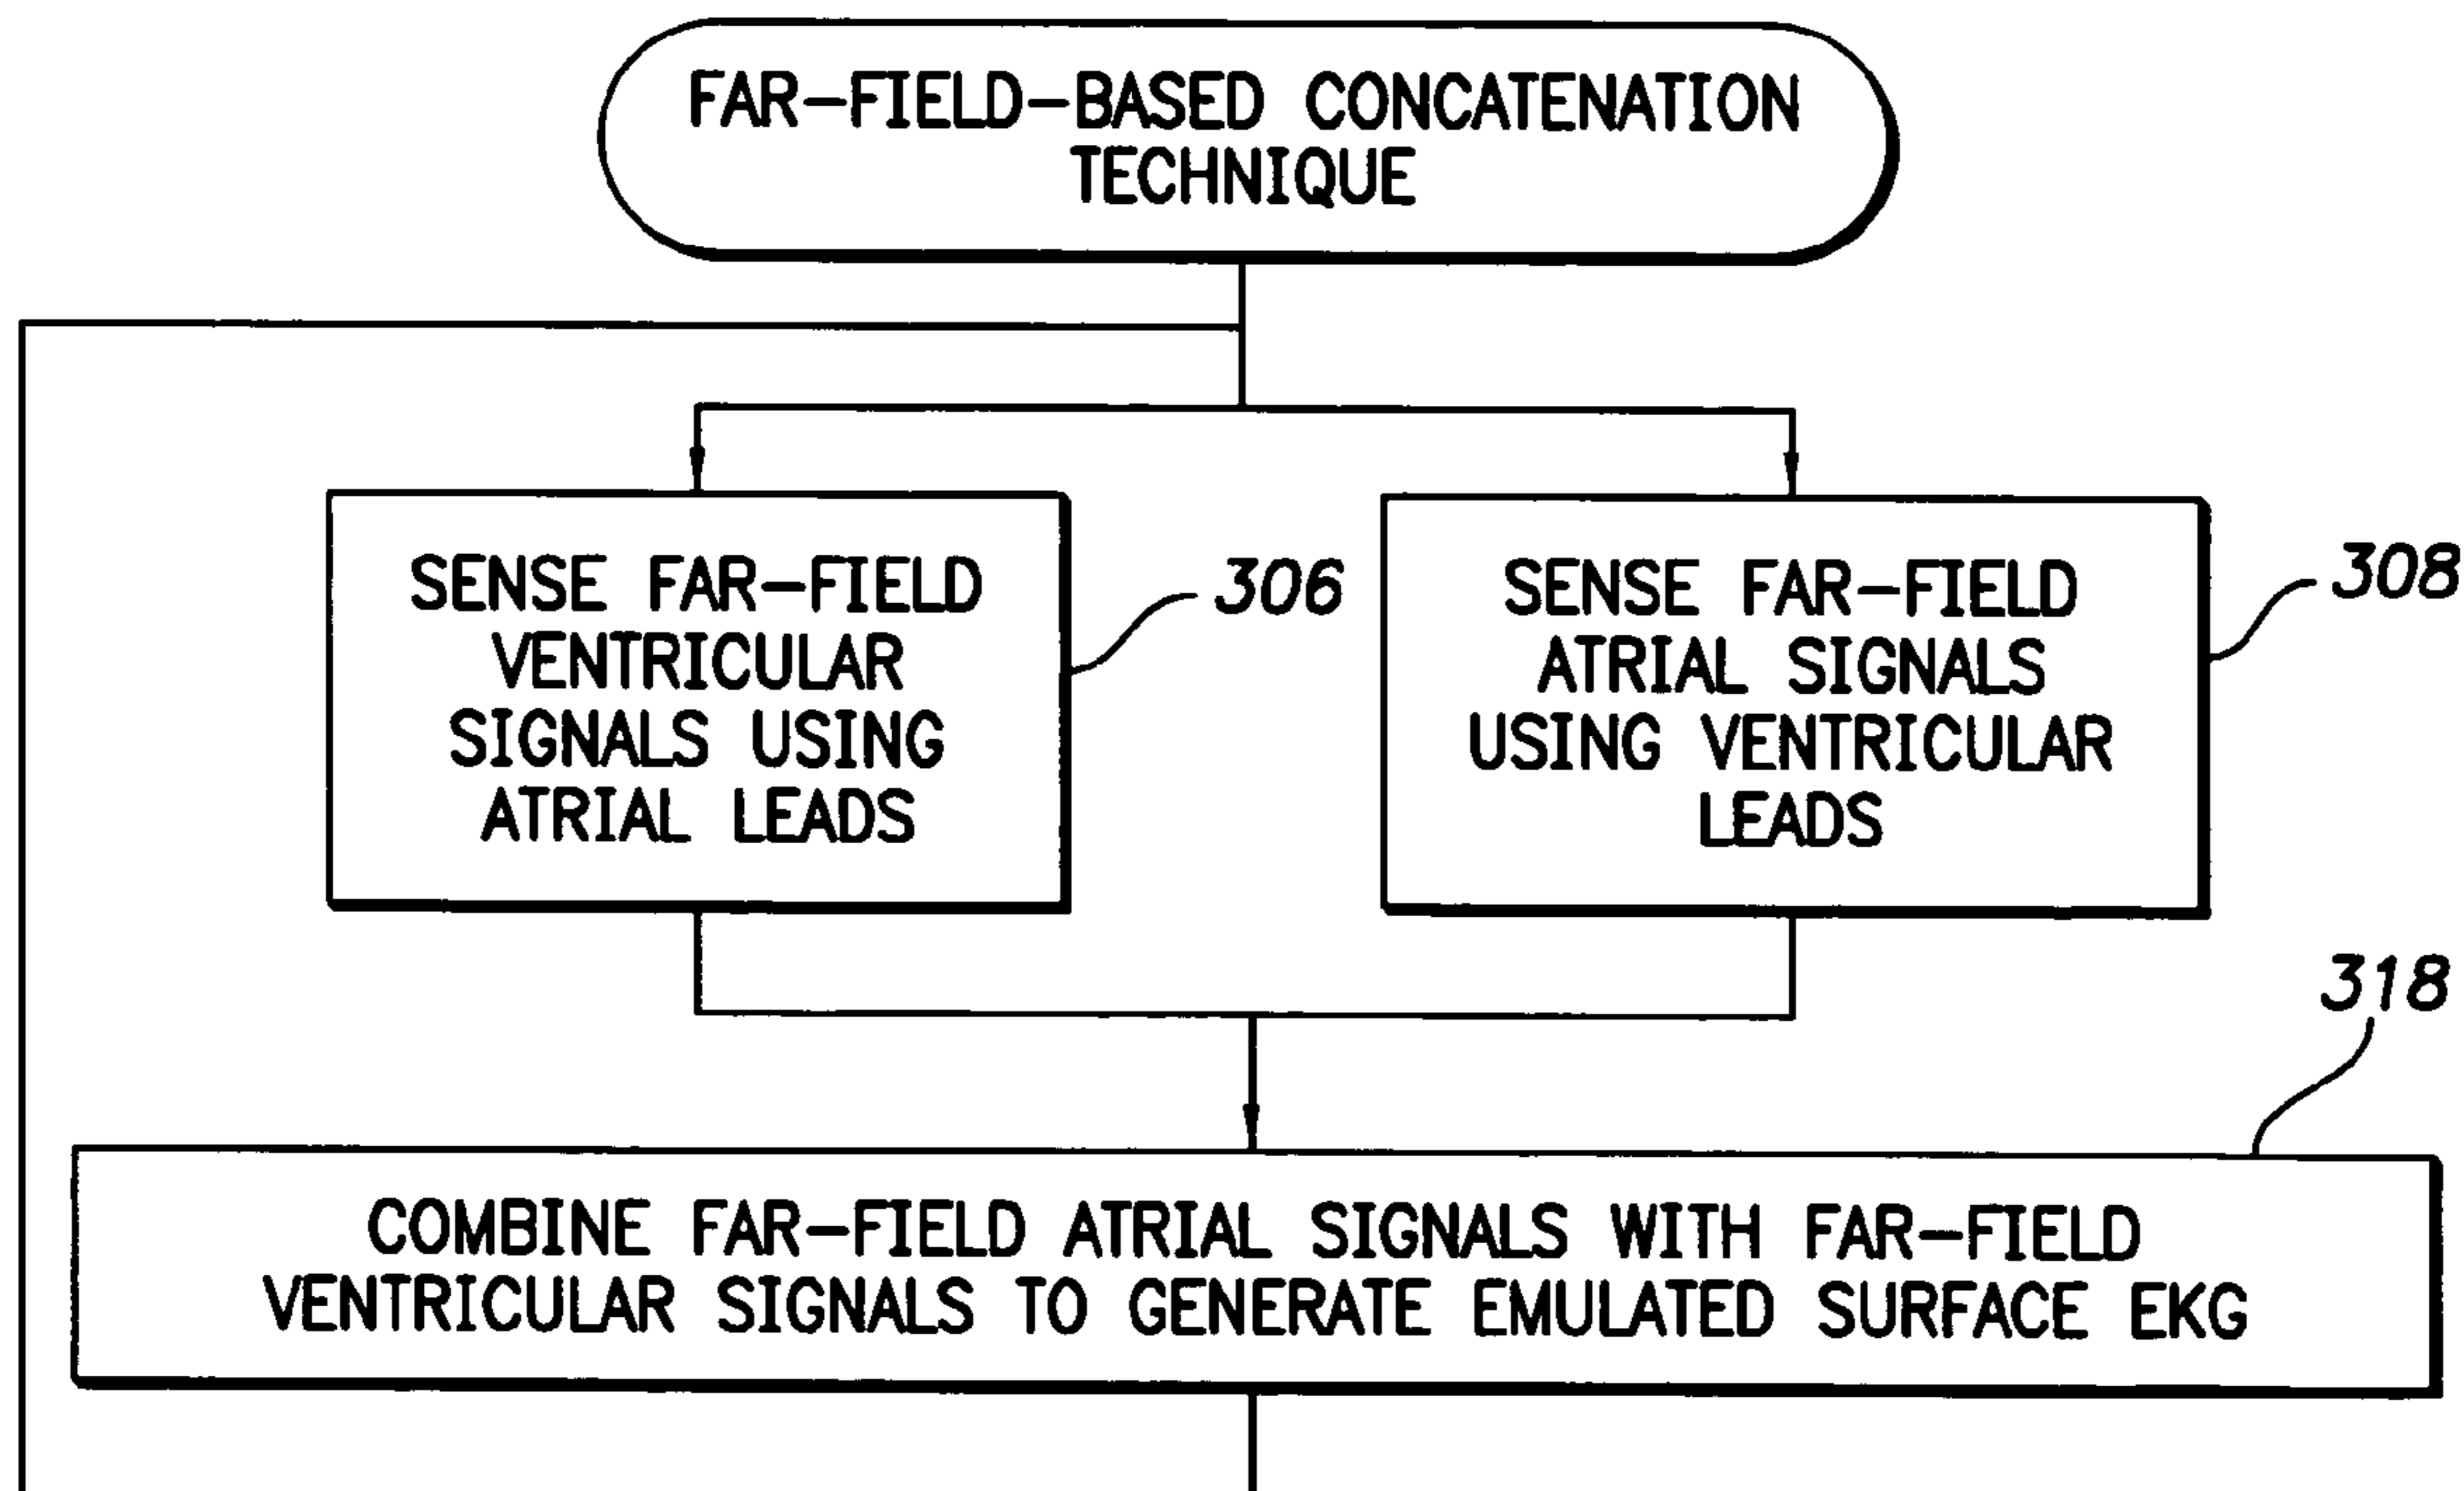 FAR-FIELD-BASED CONCATENATION
TECHNIQUE
SENSE FAR-FIELD
VENTRICULAR
SIGNALS USING
ATRIAL LEADS
306
SENSE FAR-FIELD
ATRIAL SIGNALS
USING VENTRICULAR
LEADS
308
318
COMBINE FAR-FIELD ATRIAL SIGNALS WITH FAR-FIELD
VENTRICULAR SIGNALS TO GENERATE EMULATED SURFACE EKG